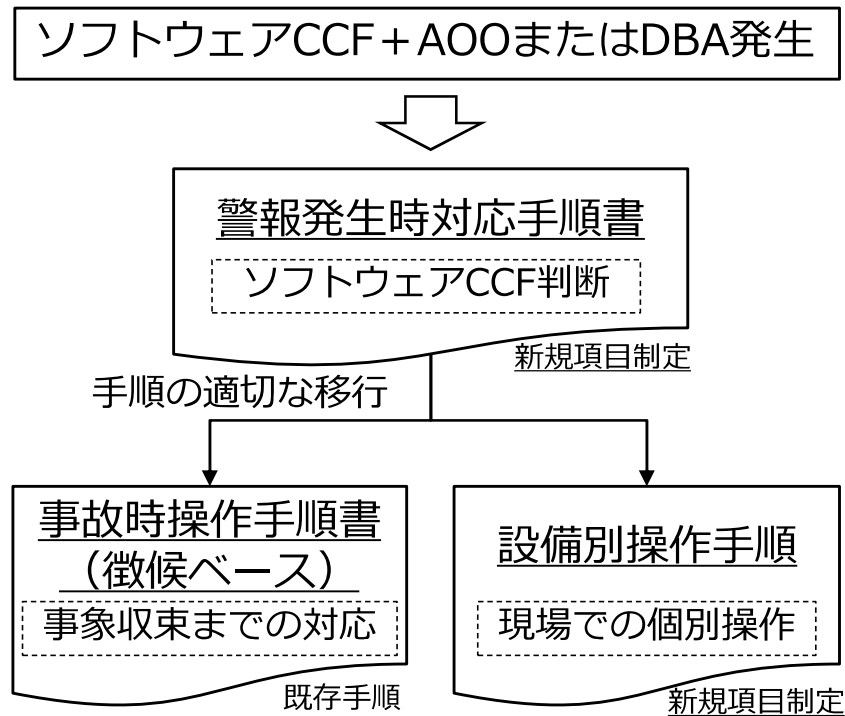 ソフトウェアCCF＋AOOまたはDBA発生
警報発生時対応手順書
ソフトウェアCCF判断
新規項目制定
手順の適切な移行
事故時操作手順書
（徴候ベース）
事象収束までの対応
既存手順
設備別操作手順
現場での個別操作
新規項目制定